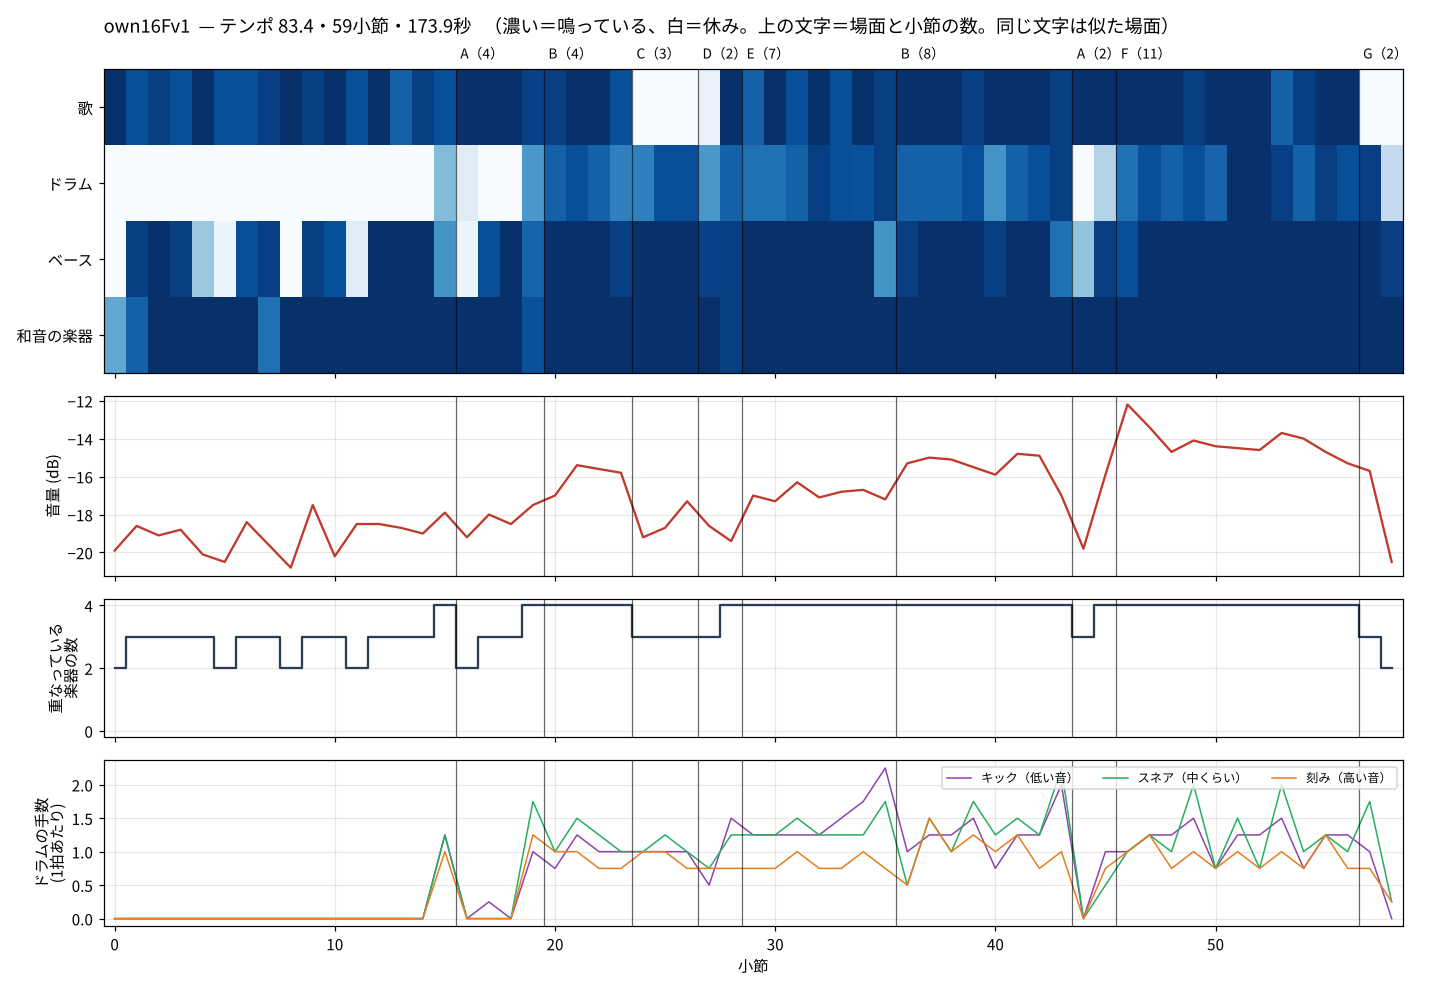 own16Fv1 — テンポ 83.4・59小節・173.9秒 （濃い＝鳴っている、白＝休み。上の文字＝場面と小節の数。同じ文字は似た場面）
A（4） B（4） C（3） D（2） E（7） B（8） A（2） F（11） G（2）
歌
ドラム
ベース
和音の楽器
音量 (dB)
−12
−14
−16
−18
−20
重なっている
楽器の数
4
2
0
ドラムの手数
(1拍あたり)
キック（低い音） スネア（中くらい） 刻み（高い音）
2.0
1.5
1.0
0.5
0.0
0 10 20 30 40 50
小節